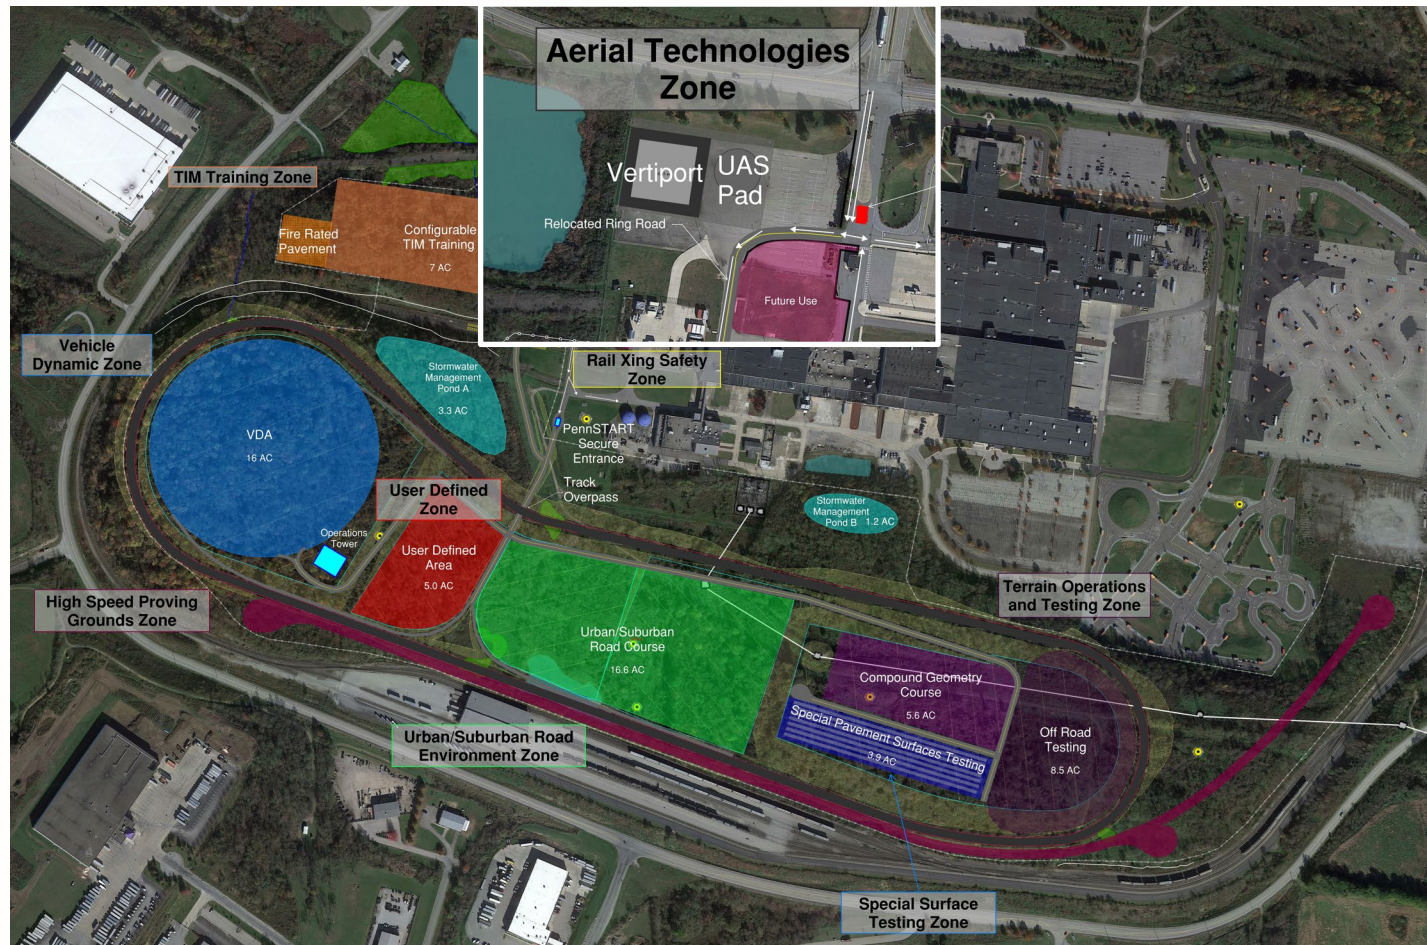 Aerial Technologies
Zone
Vertiport
UAS
Pad
Relocated Ring Road
Future Use
TIM Training Zone
Fire Rated
Pavement
Configurable
TIM Training
7 AC
Vehicle
Dynamic Zone
Stormwater
Management
Pond A
3.3 AC
Rail Xing Safety
Zone
PennSTART
Secure
Entrance
Track
Overpass
VDA
16 AC
User Defined
Zone
Operations
Tower
User Defined
Area
5.0 AC
Stormwater
Management
Pond B 1.2 AC
High Speed Proving
Grounds Zone
Terrain Operations
and Testing Zone
Urban/Suburban
Road Course
16.6 AC
Compound Geometry
Course
5.6 AC
Special Pavement Surfaces Testing
3.9 AC
Off Road
Testing
8.5 AC
Urban/Suburban Road
Environment Zone
Special Surface
Testing Zone